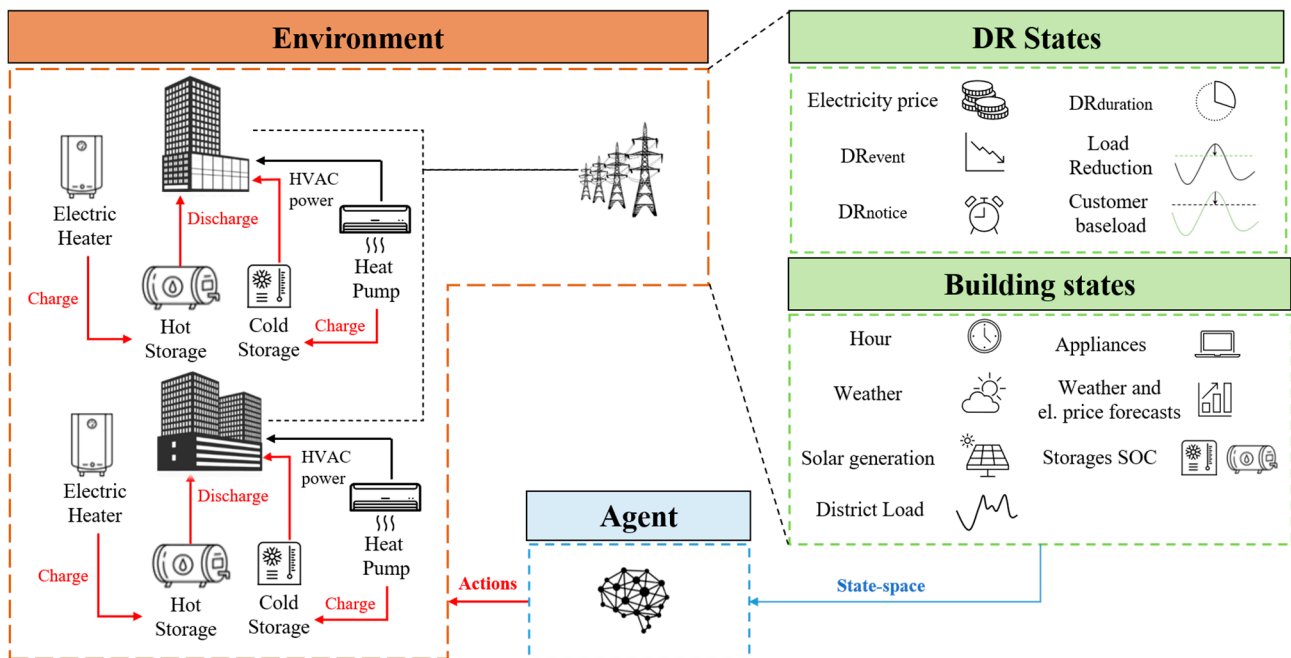 Environment
Electric
Heater
Charge
Discharge
HVAC
power
Heat
Pump
Hot
Storage
Cold
Storage
Charge
Electric
Heater
Charge
Discharge
HVAC
power
Heat
Pump
Hot
Storage
Cold
Storage
Charge
DR States
Electricity price
DRduration
DRevent
Load
Reduction
DRnotice
Customer
baseload
Building states
Hour
Appliances
Weather
Weather and
el. price forecasts
Solar generation
Storages SOC
District Load
Agent
Actions
State-space